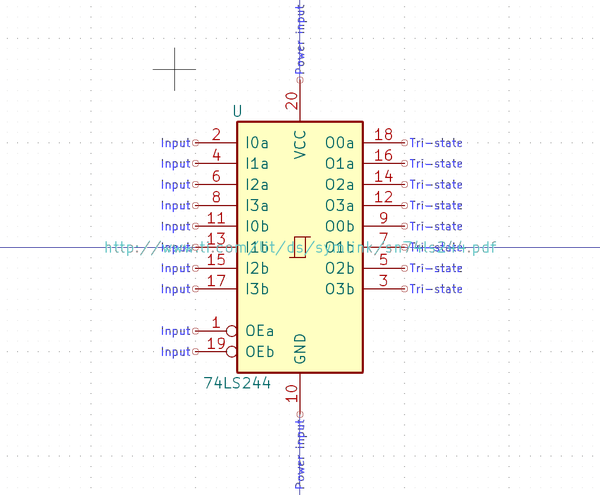 Power input
20
U
VCC
Input 2 I0a O0a 18 Tri-state
Input 4 I1a O1a 16 Tri-state
Input 6 I2a O2a 14 Tri-state
Input 8 I3a O3a 12 Tri-state
Input 11 I0b O0b 9 Tri-state
Input 13 I1b O1b 7 Tri-state
http://www.ti.com/lit/ds/symlink/sn74ls244.pdf
Input 15 I2b O2b 5 Tri-state
Input 17 I3b O3b 3 Tri-state
Input 1 OEa
Input 19 OEb
GND
74LS244
10
Power input